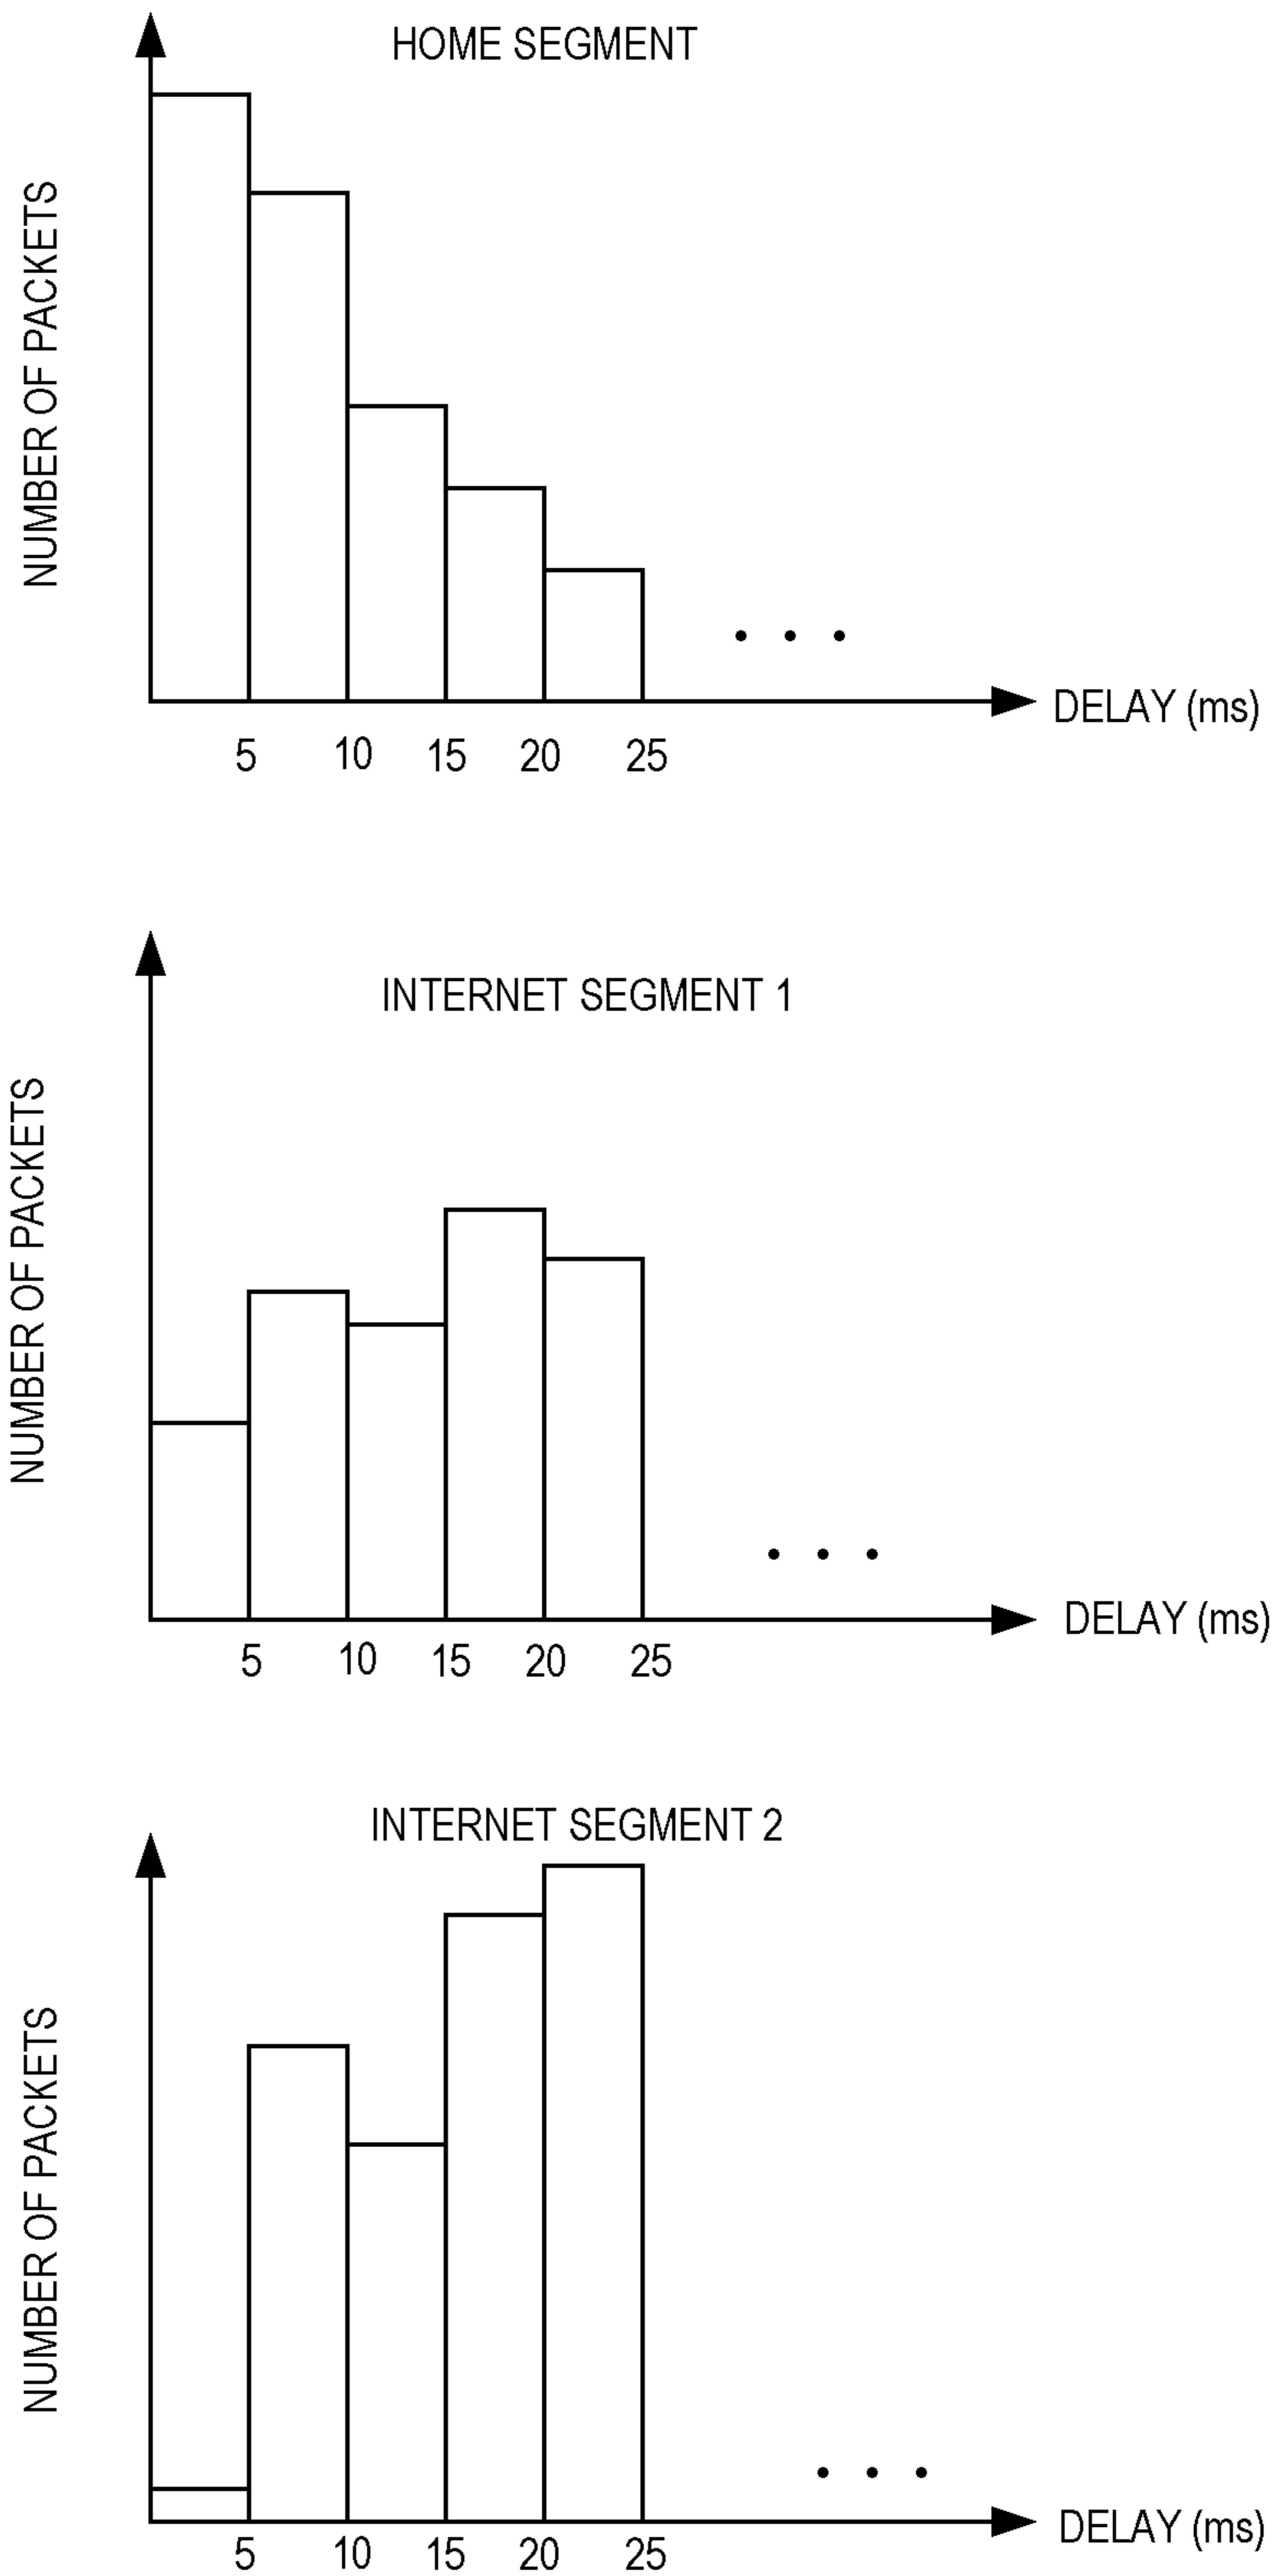 HOME SEGMENT
NUMBER OF PACKETS
5 10 15 20 25
DELAY (ms)
INTERNET SEGMENT 1
NUMBER OF PACKETS
5 10 15 20 25
DELAY (ms)
INTERNET SEGMENT 2
NUMBER OF PACKETS
5 10 15 20 25
DELAY (ms)